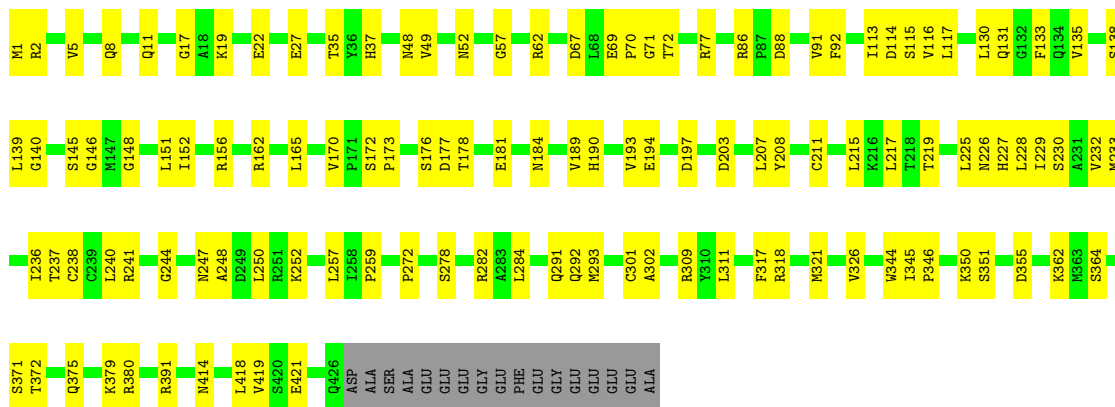 M1 R2 V5 Q8 Q11 G17 A18 K19 E22 E27 T35 Y36 H37 N48 V49 N52 G57 R62 D67 L68 E69 P70 G71 T72 R77 R86 P87 D88 V91 F92 I113 D114 S115 V116 L117 L130 Q131 G132 F133 Q134 V135 S138
L139 G140 S145 G146 M147 G148 L151 I152 R156 R162 L165 V170 P171 S172 P173 S176 D177 T178 E181 N184 V189 H190 V193 E194 D197 D203 L207 Y208 C211 L215 K216 L217 T218 T219 L225 N226 H227 L228 I229 S230 A231 V232 M233
I236 T237 C238 C239 L240 R241 G244 N247 A248 D249 L250 R251 K252 L257 I258 P259 P272 S278 R282 A283 L284 Q291 Q292 M293 C301 A302 R309 Y310 L311 F317 R318 M321 V326 W344 I345 P346 K350 S351 D355 K362 M363 S364
S371 T372 Q375 K379 R380 R391 N414 L418 V419 S420 E421 Q426 ASP ALA SER ALA GLU GLU GLU GLY GLU PHE GLU GLY GLU GLU GLU GLU ALA